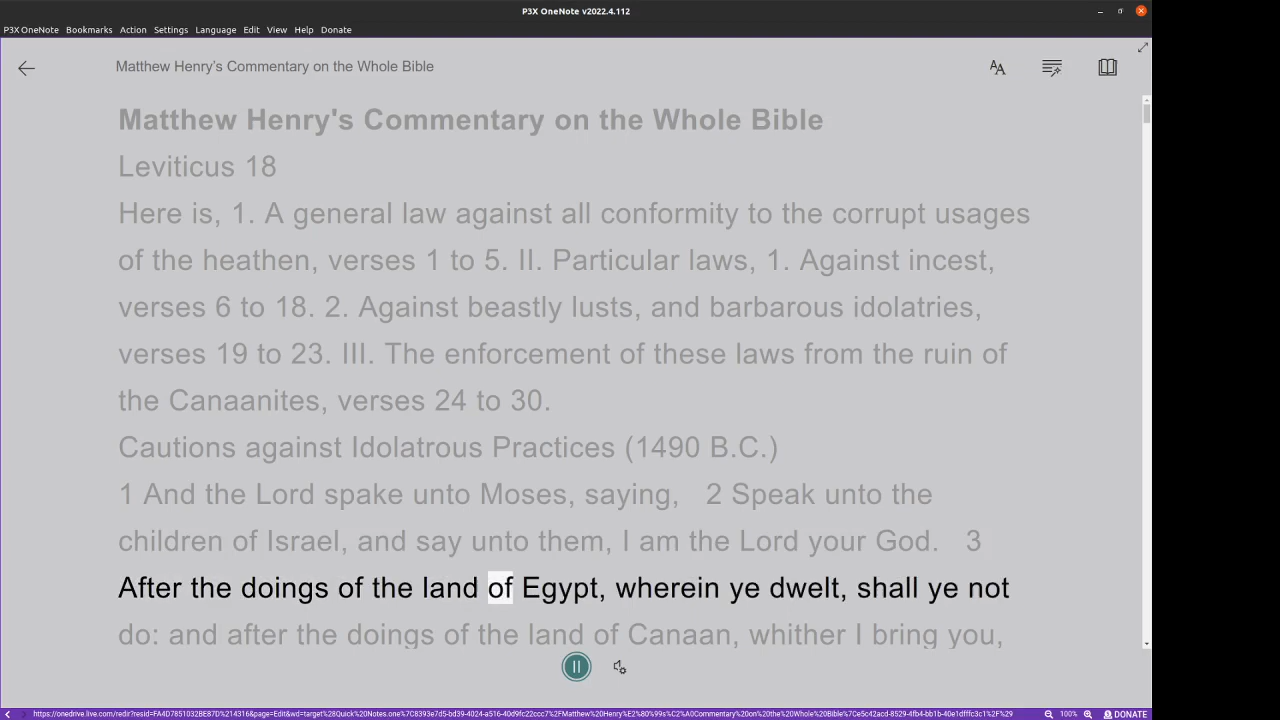 P3X OneNote v2022.4.112
P3X OneNote Bookmarks Action Settings Language Edit View Help Donate
Matthew Henry's Commentary on the Whole Bible
Matthew Henry's Commentary on the Whole Bible
Leviticus 18
Here is, 1. A general law against all conformity to the corrupt usages
of the heathen, verses 1 to 5. II. Particular laws, 1. Against incest,
verses 6 to 18. 2. Against beastly lusts, and barbarous idolatries,
verses 19 to 23. III. The enforcement of these laws from the ruin of
the Canaanites, verses 24 to 30.
Cautions against Idolatrous Practices (1490 B.C.)
1 And the Lord spake unto Moses, saying, 2 Speak unto the
children of Israel, and say unto them, I am the Lord your God. 3
After the doings of the land of Egypt, wherein ye dwelt, shall ye not
do: and after the doings of the land of Canaan, whither I bring you,
100% DONATE